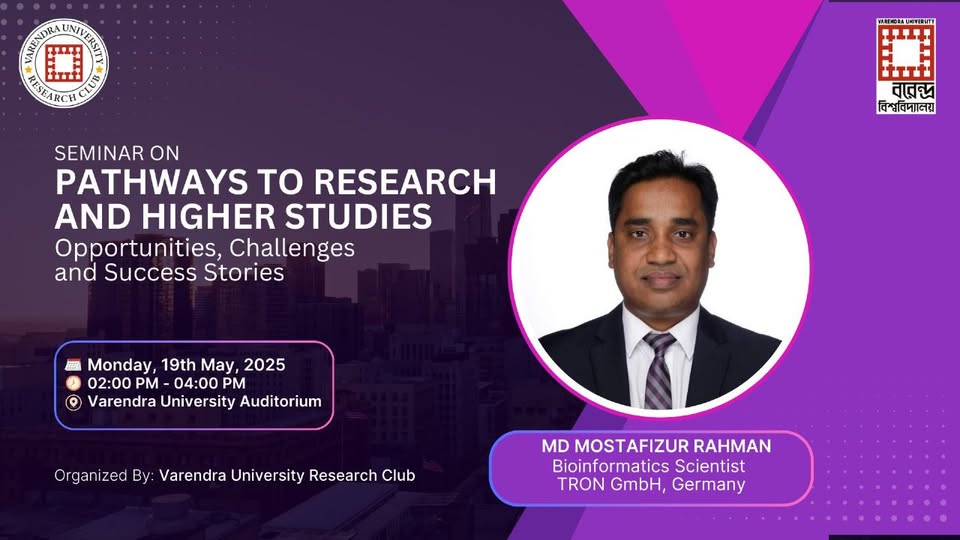 VARENDRA UNIVERSITY
RESEARCH CLUB
VARENDRA UNIVERSITY
বরেন্দ্র
বিশ্ববিদ্যালয়
SEMINAR ON
PATHWAYS TO RESEARCH
AND HIGHER STUDIES
Opportunities, Challenges
and Success Stories
Monday, 19th May, 2025
02:00 PM - 04:00 PM
Varendra University Auditorium
Organized By: Varendra University Research Club
MD MOSTAFIZUR RAHMAN
Bioinformatics Scientist
TRON GmbH, Germany